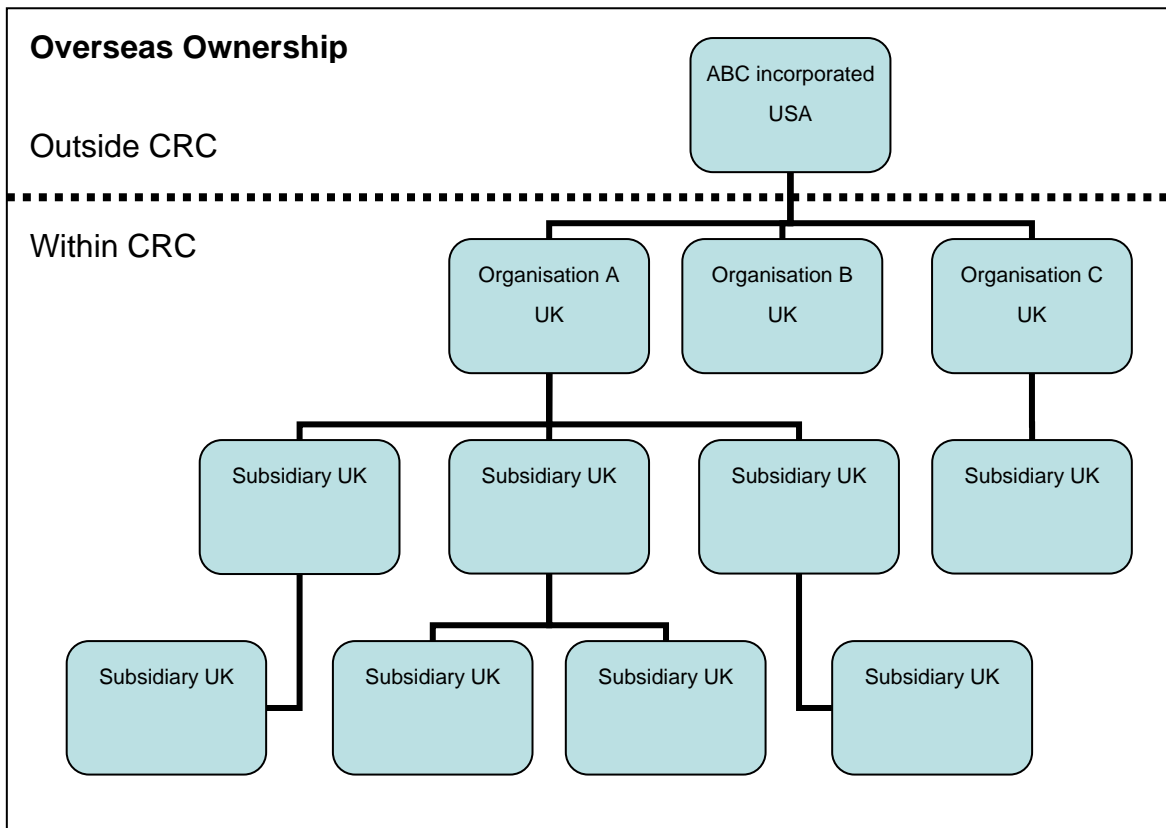 Overseas Ownership
ABC incorporated
USA
Outside CRC
Within CRC
Organisation A
UK
Organisation B
UK
Organisation C
UK
Subsidiary UK
Subsidiary UK
Subsidiary UK
Subsidiary UK
Subsidiary UK
Subsidiary UK
Subsidiary UK
Subsidiary UK